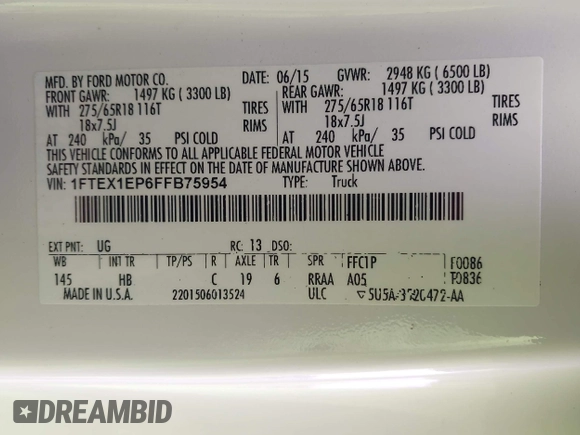 MFD. BY FORD MOTOR CO. DATE: 06/15 GVWR: 2948 KG ( 6500 LB)
FRONT GAWR: 1497 KG ( 3300 LB) REAR GAWR: 1497 KG ( 3300 LB)
WITH 275/65R18 116T TIRES WITH 275/65R18 116T TIRES
18x7.5J RIMS 18x7.5J RIMS
AT 240 kPa/ 35 PSI COLD AT 240 kPa/ 35 PSI COLD
THIS VEHICLE CONFORMS TO ALL APPLICABLE FEDERAL MOTOR VEHICLE
SAFETY STANDARDS IN EFFECT ON THE DATE OF MANUFACTURE SHOWN ABOVE.
VIN: 1FTEX1EP6FFB75954 TYPE: Truck
EXT PNT: UG RC: 13 DSO:
WB INT TR TP/PS R AXLE TR SPR FFC1P F0086
145 HB C 19 6 RRAA A05 T0836
MADE IN U.S.A. 2201506013524 ULC
DREAMBID